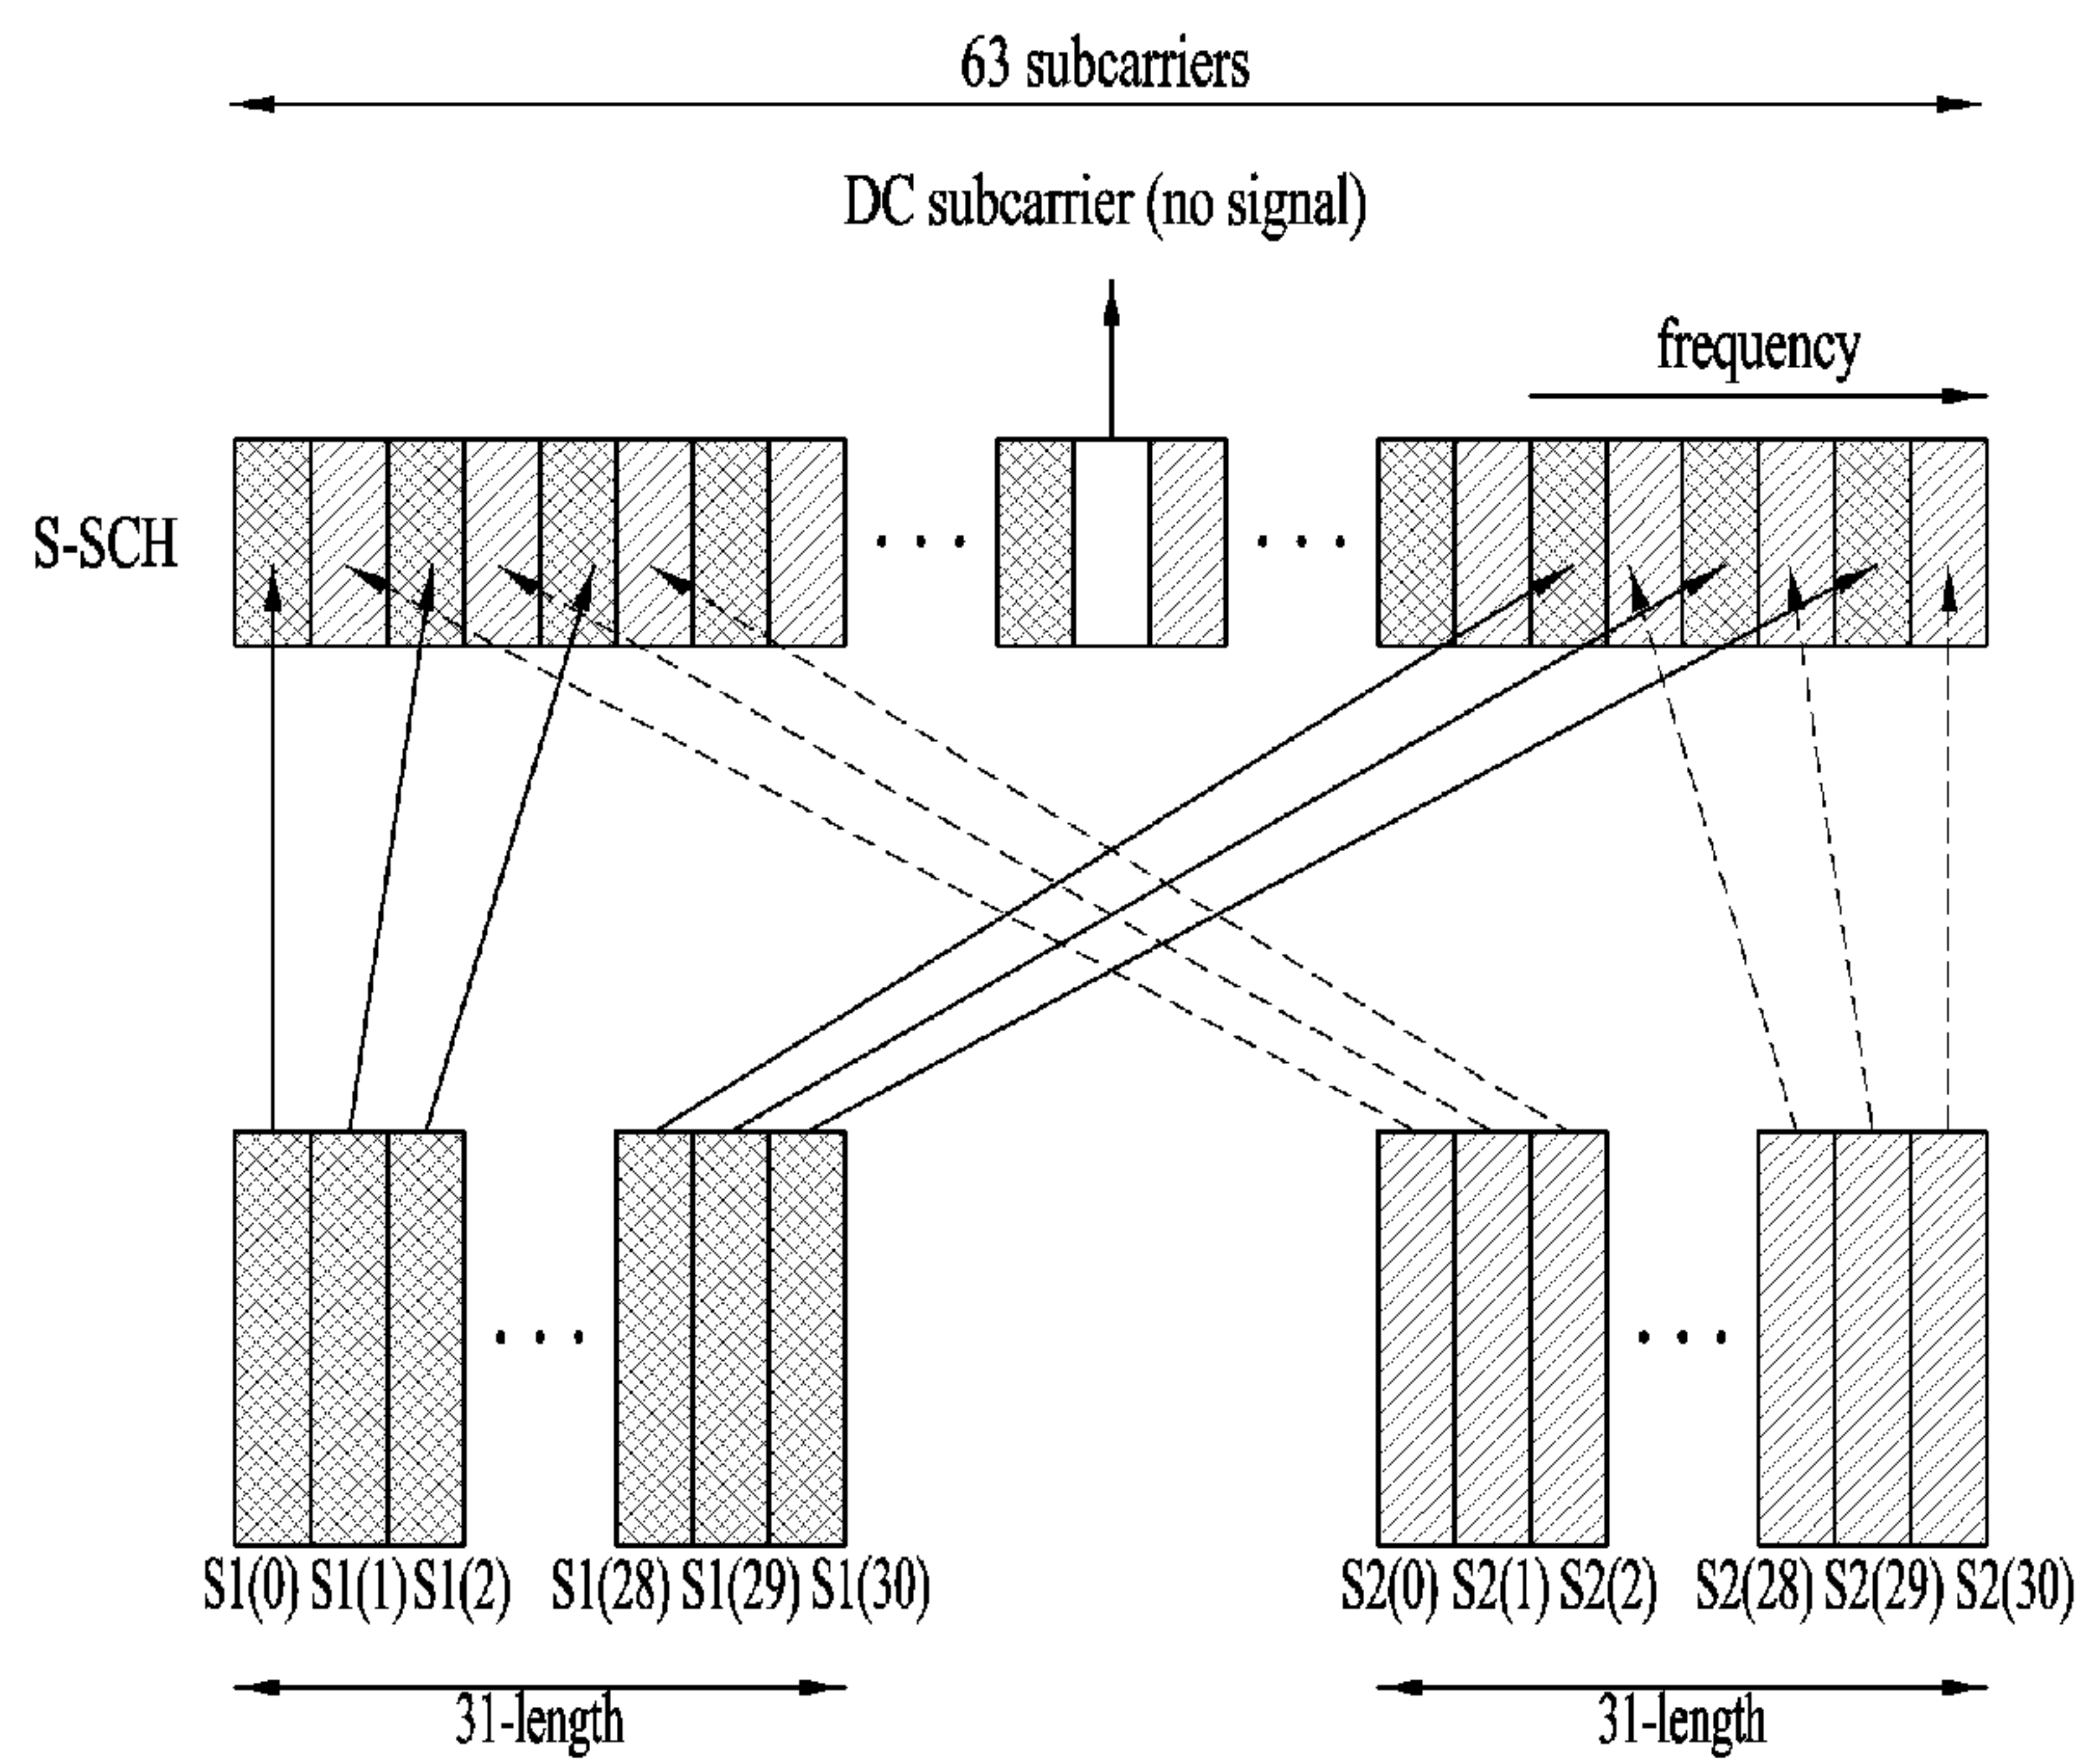 63 subcarriers
DC subcarrier (no signal)
frequency
S-SCH
S1(0) S1(1) S1(2) S1(28) S1(29) S1(30) S2(0) S2(1) S2(2) S2(28) S2(29) S2(30)
31-length 31-length